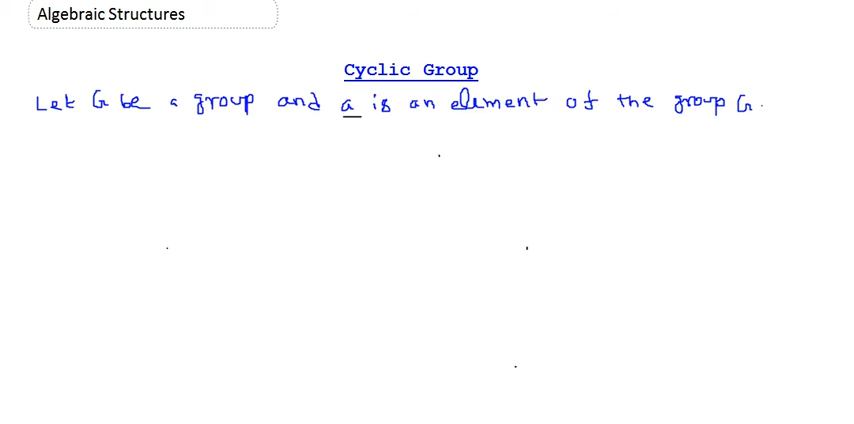 Algebraic Structures
Cyclic Group
Let G be a group and a is an element of the group G.